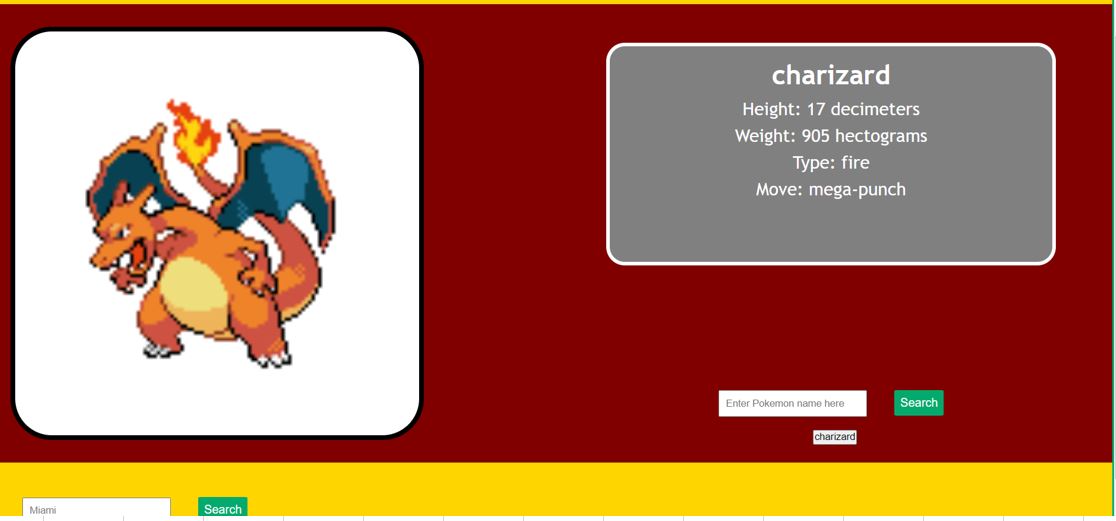 charizard
Height: 17 decimeters
Weight: 905 hectograms
Type: fire
Move: mega-punch
Enter Pokemon name here
Search
charizard
Miami
Search